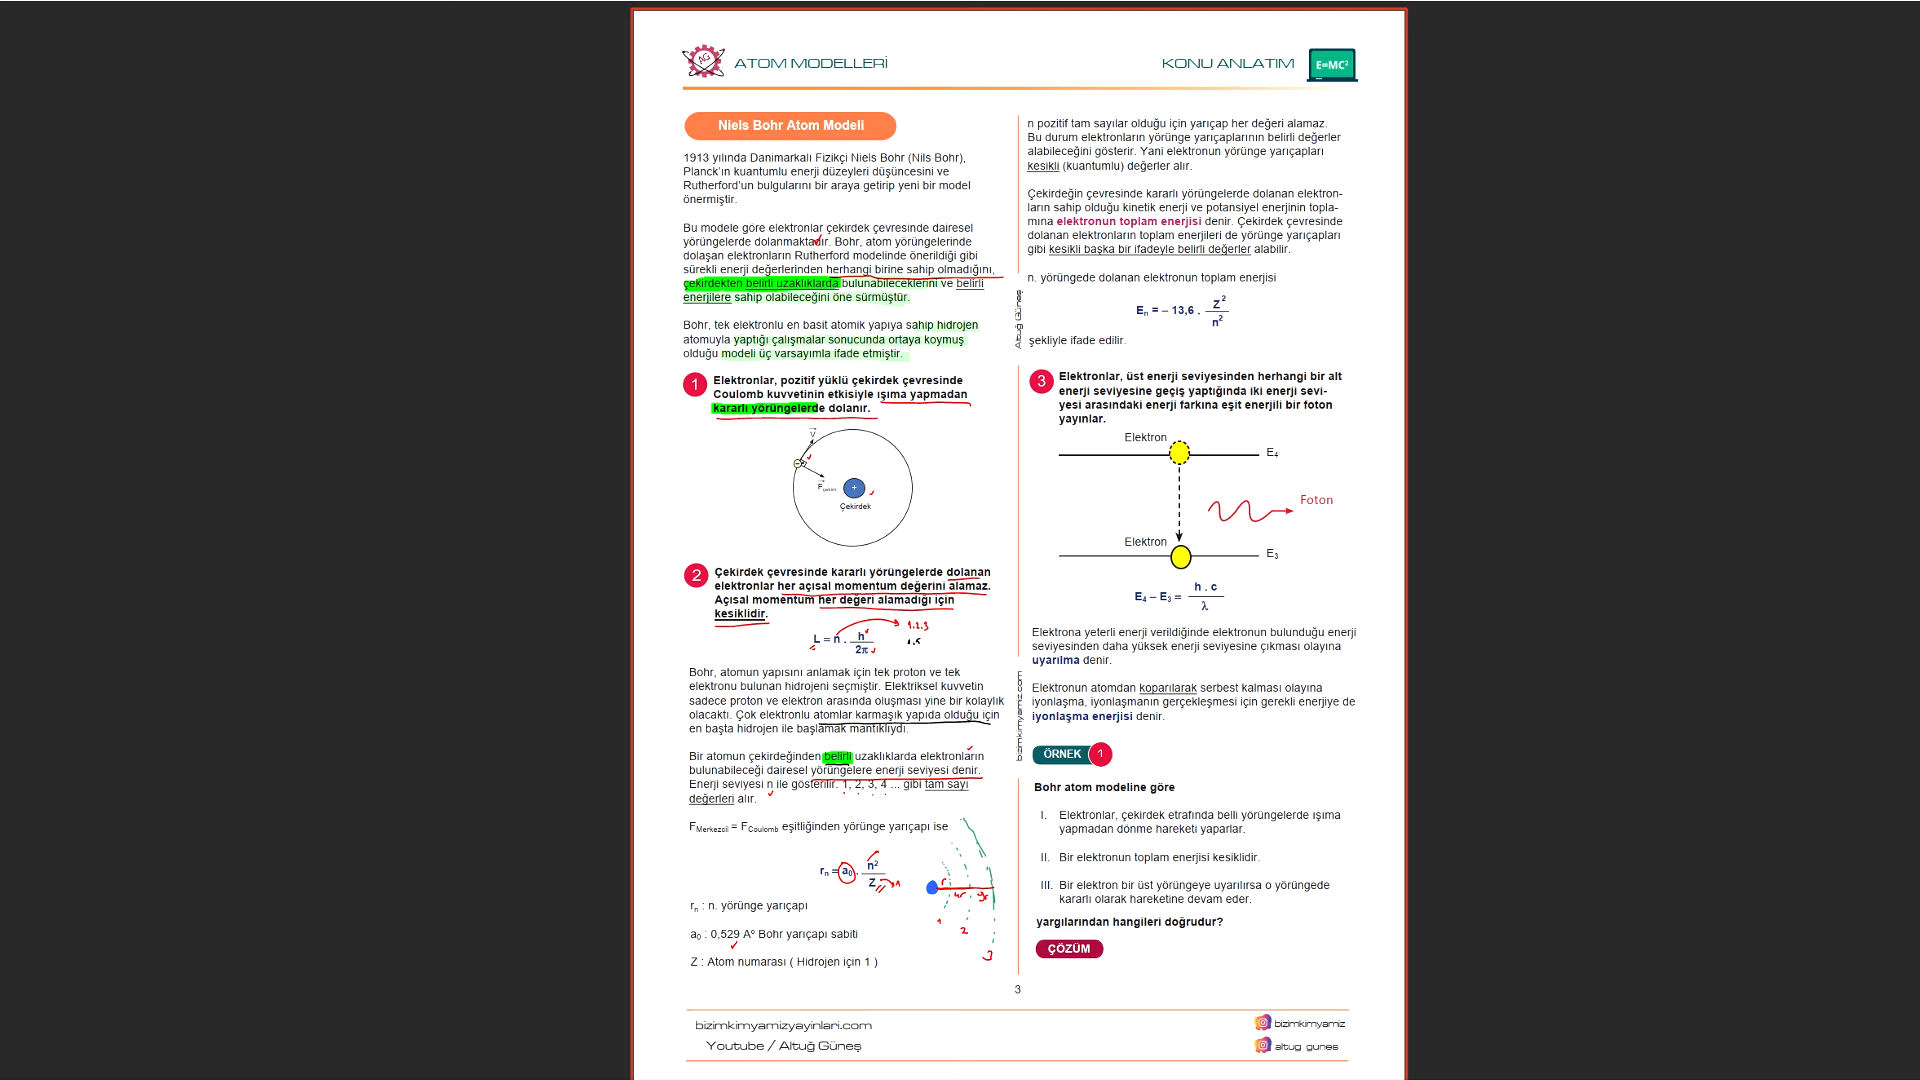 ATOM MODELLERİ
KONU ANLATIM
E=MC²
AG
Niels Bohr Atom Modeli
1913 yılında Danimarkalı Fizikçi Niels Bohr (Nils Bohr),
Planck'ın kuantumlu enerji düzeyleri düşüncesini ve
Rutherford'un bulgularını bir araya getirip yeni bir model
önermiştir.
Bu modele göre elektronlar çekirdek çevresinde dairesel
yörüngelerde dolanmaktadır. Bohr, atom yörüngelerinde
dolaşan elektronların Rutherford modelinde önerildiği gibi
sürekli enerji değerlerinden herhangi birine sahip olmadığını,
çekirdekten belirli uzaklıklarda bulunabileceklerini ve belirli
enerjilere sahip olabileceğini öne sürmüştür.
Bohr, tek elektronlu en basit atomik yapıya sahip hidrojen
atomuyla yaptığı çalışmalar sonucunda ortaya koymuş
olduğu modeli üç varsayımla ifade etmiştir.
1 Elektronlar, pozitif yüklü çekirdek çevresinde
Coulomb kuvvetinin etkisiyle ışıma yapmadan
kararlı yörüngelerde dolanır.
V
F
+
Çekirdek
2 Çekirdek çevresinde kararlı yörüngelerde dolanan
elektronlar her açısal momentum değerini alamaz.
Açısal momentum her değeri alamadığı için
kesiklidir.
L = n . h / 2π
1.2.3
1.5
Bohr, atomun yapısını anlamak için tek proton ve tek
elektronu bulunan hidrojeni seçmiştir. Elektriksel kuvvetin
sadece proton ve elektron arasında oluşması yine bir kolaylık
olacaktı. Çok elektronlu atomlar karmaşık yapıda olduğu için
en başta hidrojen ile başlamak mantıklıydı.
Bir atomun çekirdeğinden belirli uzaklıklarda elektronların
bulunabileceği dairesel yörüngelere enerji seviyesi denir.
Enerji seviyesi n ile gösterilir. 1, 2, 3, 4 ... gibi tam sayı
değerleri alır.
FMerkezcil = FCoulomb eşitliğinden yörünge yarıçapı ise
rn = a0 . n² / Z
1
r 4r 9r
1
2
3
rn : n. yörünge yarıçapı
a0 : 0,529 Aº Bohr yarıçapı sabiti
Z : Atom numarası ( Hidrojen için 1 )
Altuğ Güneş
bizimkimyamiz.com
n pozitif tam sayılar olduğu için yarıçap her değeri alamaz.
Bu durum elektronların yörünge yarıçaplarının belirli değerler
alabileceğini gösterir. Yani elektronun yörünge yarıçapları
kesikli (kuantumlu) değerler alır.
Çekirdeğin çevresinde kararlı yörüngelerde dolanan elektron-
ların sahip olduğu kinetik enerji ve potansiyel enerjinin topla-
mına elektronun toplam enerjisi denir. Çekirdek çevresinde
dolanan elektronların toplam enerjileri de yörünge yarıçapları
gibi kesikli başka bir ifadeyle belirli değerler alabilir.
n. yörüngede dolanan elektronun toplam enerjisi
En = – 13,6 . Z² / n²
şekliyle ifade edilir.
3 Elektronlar, üst enerji seviyesinden herhangi bir alt
enerji seviyesine geçiş yaptığında iki enerji sevi-
yesi arasındaki enerji farkına eşit enerjili bir foton
yayınlar.
Elektron
E4
Foton
Elektron
E3
E4 – E3 = h . c / λ
Elektrona yeterli enerji verildiğinde elektronun bulunduğu enerji
seviyesinden daha yüksek enerji seviyesine çıkması olayına
uyarılma denir.
Elektronun atomdan koparılarak serbest kalması olayına
iyonlaşma, iyonlaşmanın gerçekleşmesi için gerekli enerjiye de
iyonlaşma enerjisi denir.
ÖRNEK 1
Bohr atom modeline göre
I. Elektronlar, çekirdek etrafında belli yörüngelerde ışıma
yapmadan dönme hareketi yaparlar.
II. Bir elektronun toplam enerjisi kesiklidir.
III. Bir elektron bir üst yörüngeye uyarılırsa o yörüngede
kararlı olarak hareketine devam eder.
yargılarından hangileri doğrudur?
ÇÖZÜM
3
bizimkimyamizyayinlari.com
Youtube / Altuğ Güneş
bizimkimyamiz
altug gunes